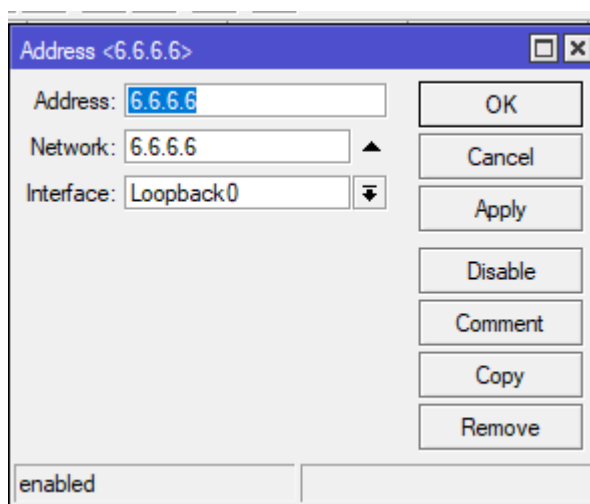 Address <6.6.6.6>
Address: 6.6.6.6
OK
Network: 6.6.6.6
Cancel
Interface: Loopback0
Apply
Disable
Comment
Copy
Remove
enabled